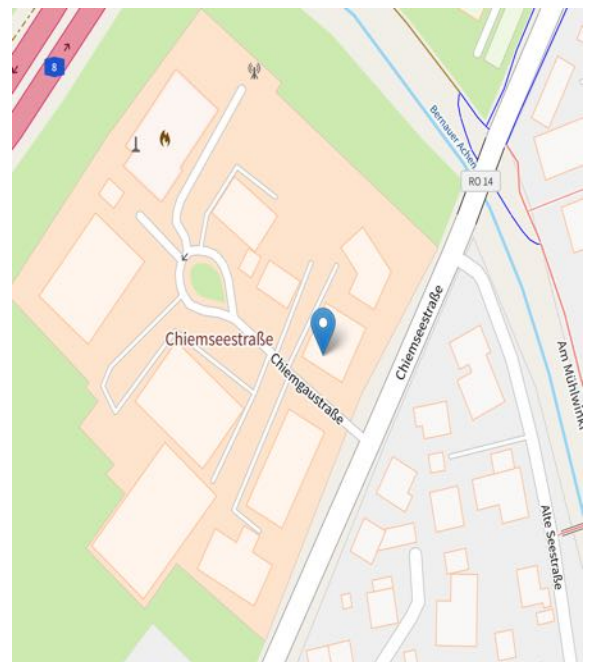 8
Bernauer Achen
RO 14
Chiemseestraße
Chiemseestraße
Chiemgaustraße
Am Mühlwinkl
Alte Seestraße